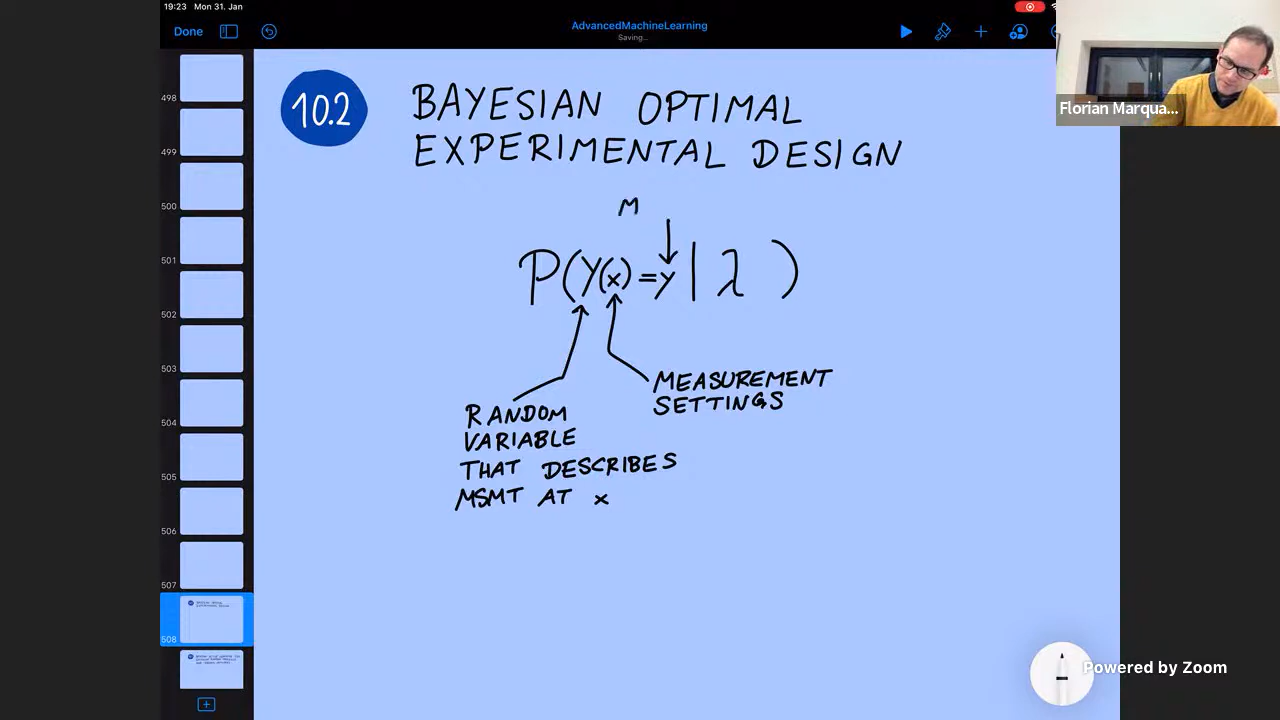 19:23 Mon 31. Jan
AdvancedMachineLearning
Saving...
Done
498
499
500
501
502
503
504
505
506
507
508
10.2
BAYESIAN OPTIMAL
EXPERIMENTAL DESIGN
M
P(Y(x)=y|λ )
MEASUREMENT
SETTINGS
RANDOM
VARIABLE
THAT DESCRIBES
MSMT AT x
Florian Marqua...
Powered by Zoom